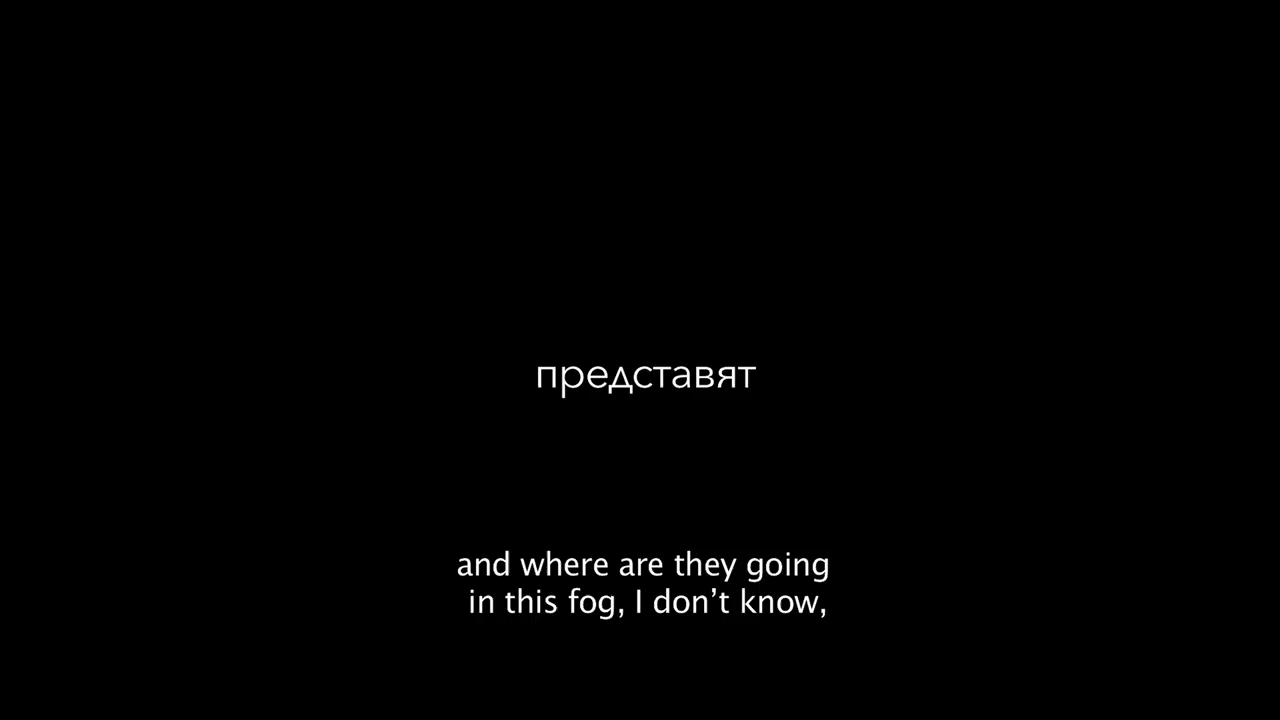 представят
and where are they going
in this fog, I don’t know,